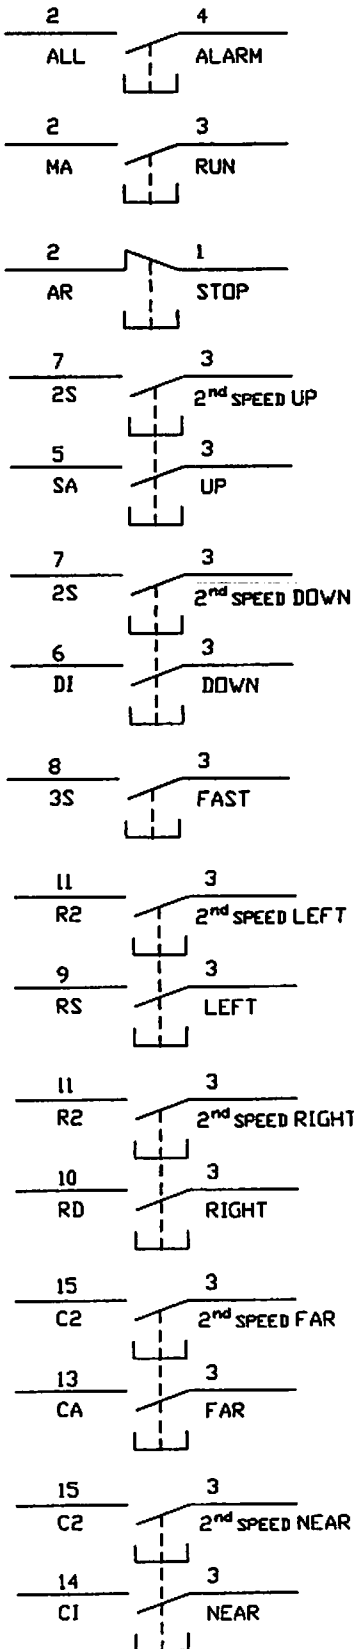 2 4
ALL ALARM
2 3
MA RUN
2 1
AR STOP
7 3
2S 2nd SPEED UP
5 3
SA UP
7 3
2S 2nd SPEED DOWN
6 3
DI DOWN
8 3
3S FAST
11 3
R2 2nd SPEED LEFT
9 3
RS LEFT
11 3
R2 2nd SPEED RIGHT
10 3
RD RIGHT
15 3
C2 2nd SPEED FAR
13 3
CA FAR
15 3
C2 2nd SPEED NEAR
14 3
CI NEAR